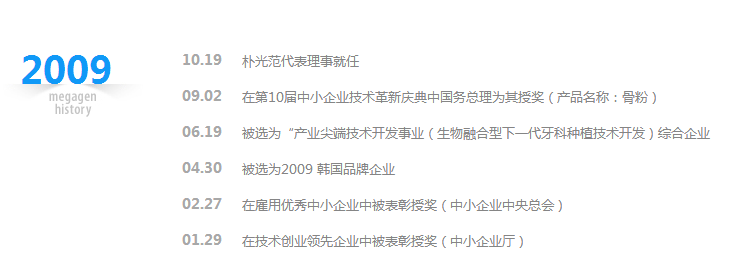 2009
megagen
history
10.19 朴光范代表理事就任
09.02 在第10届中小企业技术革新庆典中国务总理为其授奖（产品名称：骨粉）
06.19 被选为“产业尖端技术开发事业（生物融合型下一代牙科种植技术开发）综合企业
04.30 被选为2009 韩国品牌企业
02.27 在雇用优秀中小企业中被表彰授奖（中小企业中央总会）
01.29 在技术创业领先企业中被表彰授奖（中小企业厅）